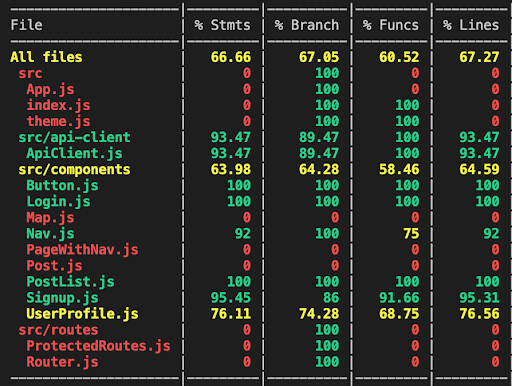 File | % Stmts | % Branch | % Funcs | % Lines
All files | 66.66 | 67.05 | 60.52 | 67.27
src | 0 | 100 | 0 | 0
App.js | 0 | 100 | 0 | 0
index.js | 0 | 100 | 100 | 0
theme.js | 0 | 100 | 100 | 0
src/api-client | 93.47 | 89.47 | 100 | 93.47
ApiClient.js | 93.47 | 89.47 | 100 | 93.47
src/components | 63.98 | 64.28 | 58.46 | 64.59
Button.js | 100 | 100 | 100 | 100
Login.js | 100 | 100 | 100 | 100
Map.js | 0 | 0 | 0 | 0
Nav.js | 92 | 100 | 75 | 92
PageWithNav.js | 0 | 100 | 0 | 0
Post.js | 0 | 0 | 0 | 0
PostList.js | 100 | 100 | 100 | 100
Signup.js | 95.45 | 86 | 91.66 | 95.31
UserProfile.js | 76.11 | 74.28 | 68.75 | 76.56
src/routes | 0 | 100 | 0 | 0
ProtectedRoutes.js | 0 | 100 | 0 | 0
Router.js | 0 | 100 | 0 | 0